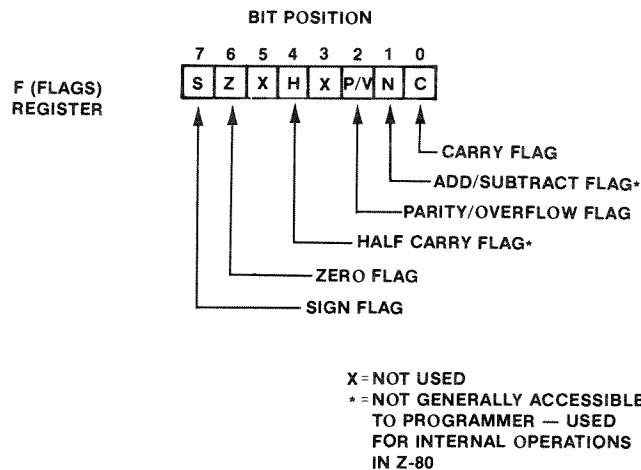 BIT POSITION
7 6 5 4 3 2 1 0
F (FLAGS)
REGISTER
S Z X H X P/V N C
CARRY FLAG
ADD/SUBTRACT FLAG*
PARITY/OVERFLOW FLAG
HALF CARRY FLAG*
ZERO FLAG
SIGN FLAG
X = NOT USED
* = NOT GENERALLY ACCESSIBLE
TO PROGRAMMER — USED
FOR INTERNAL OPERATIONS
IN Z-80